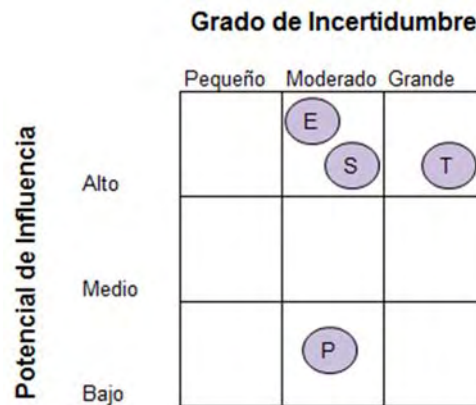 Grado de Incertidumbre
Pequeño Moderado Grande
Potencial de Influencia
E
S
T
Alto
Medio
P
Bajo